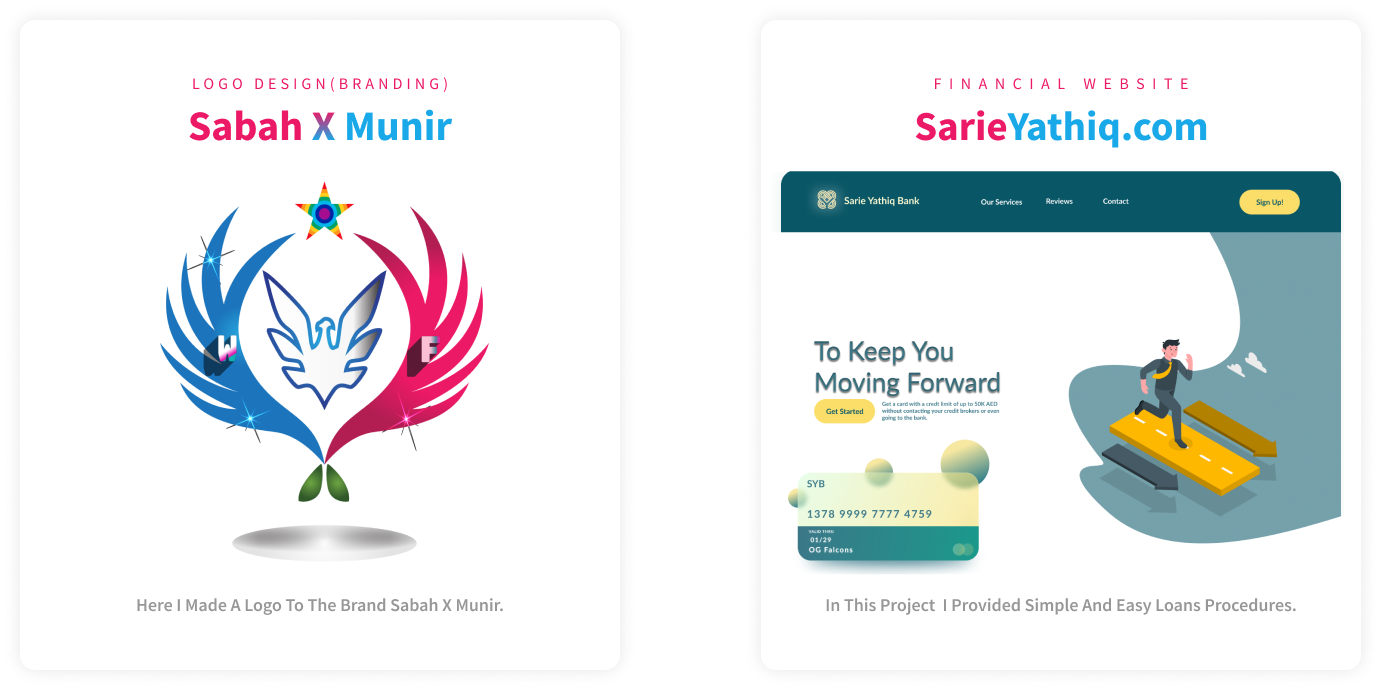 LOGO DESIGN(BRANDING)
Sabah X Munir
W
F
Here I Made A Logo To The Brand Sabah X Munir.
FINANCIAL WEBSITE
SarieYathiq.com
Sarie Yathiq Bank
Our Services
Reviews
Contact
Sign Up!
To Keep You
Moving Forward
Get Started
Get a card with a credt limit of up to 50K AED
without contacting your credit brokers or even
going to the bank.
SYB
1378 9999 7777 4759
VALID THRU
01/29
OG Falcons
In This Project I Provided Simple And Easy Loans Procedures.